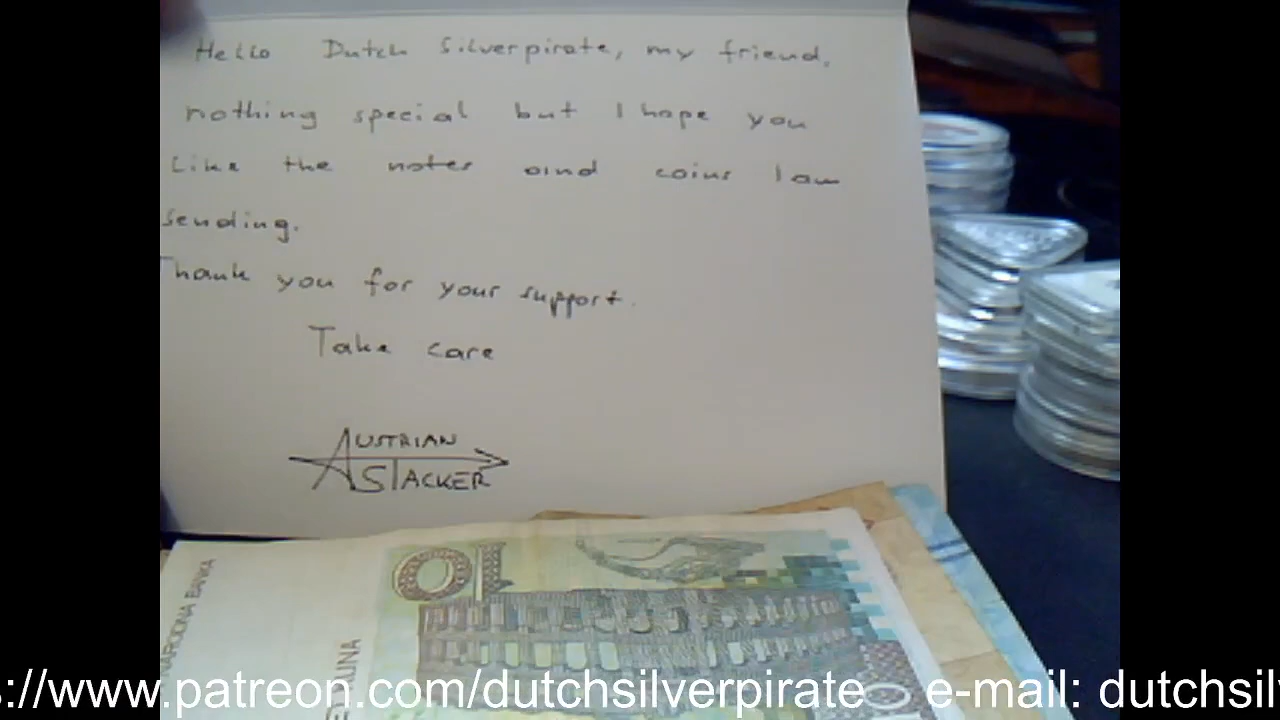 Hello Dutch Silverpirate, my friend,
nothing special but I hope you
Like the notes and coins I am
sending.
Thank you for your support.
Take care
AUSTRIAN
STACKER
10
NARODNA BANKA
s://www.patreon.com/dutchsilverpirate e-mail: dutchsilv